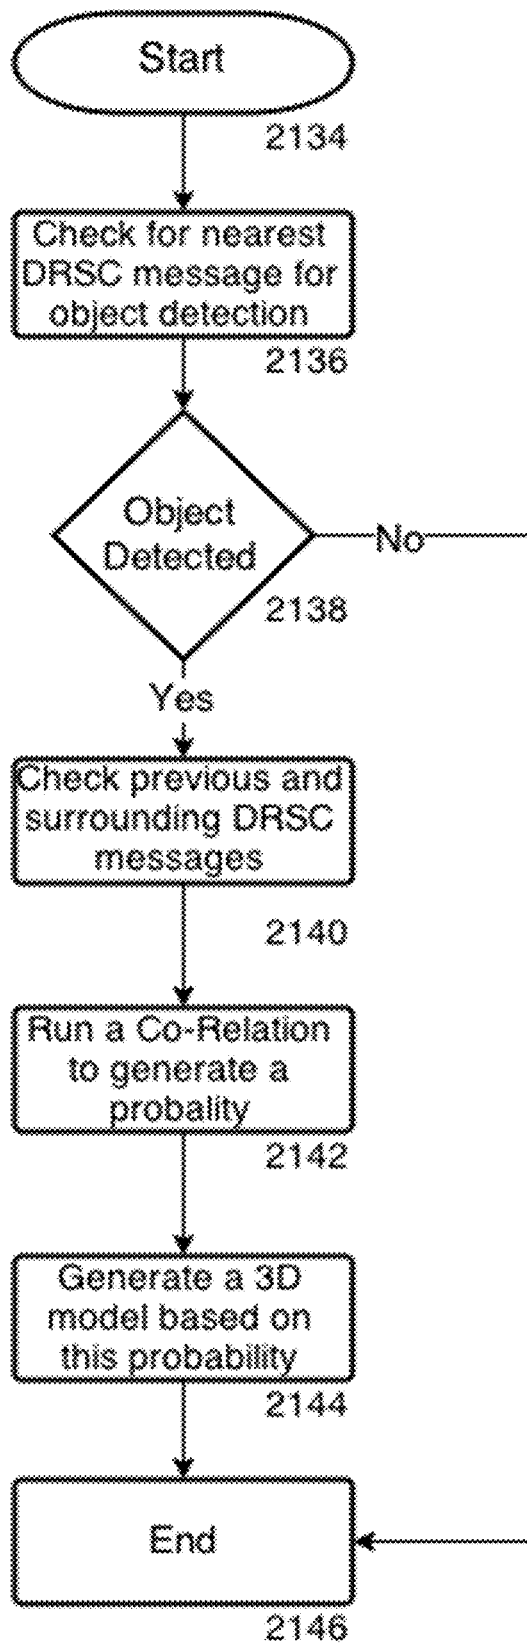 Start
2134
Check for nearest
DRSC message for
object detection
2136
Object
Detected
No
2138
Yes
Check previous and
surrounding DRSC
messages
2140
Run a Co-Relation
to generate a
probality
2142
Generate a 3D
model based on
this probability
2144
End
2146